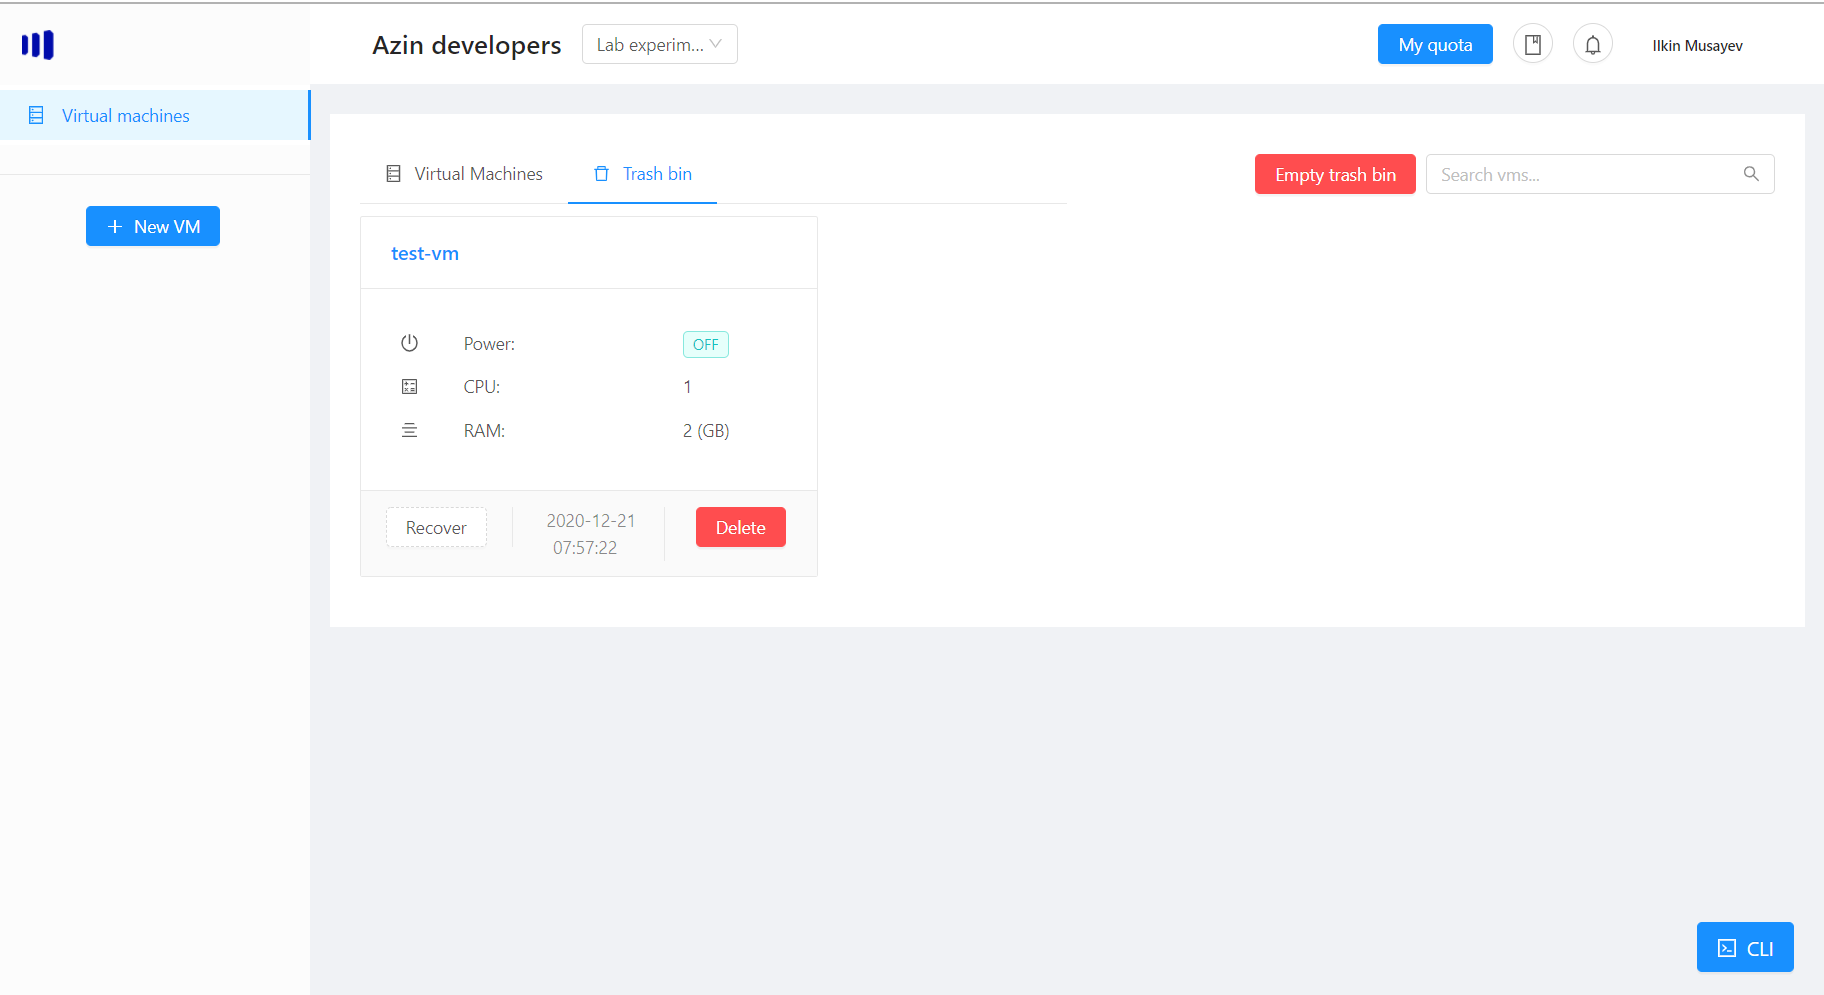 Azin developers
Lab experim...
My quota
Ilkin Musayev
Virtual machines
New VM
Virtual Machines
Trash bin
Empty trash bin
Search vms...
test-vm
Power: OFF
CPU: 1
RAM: 2 (GB)
Recover
2020-12-21
07:57:22
Delete
CLI